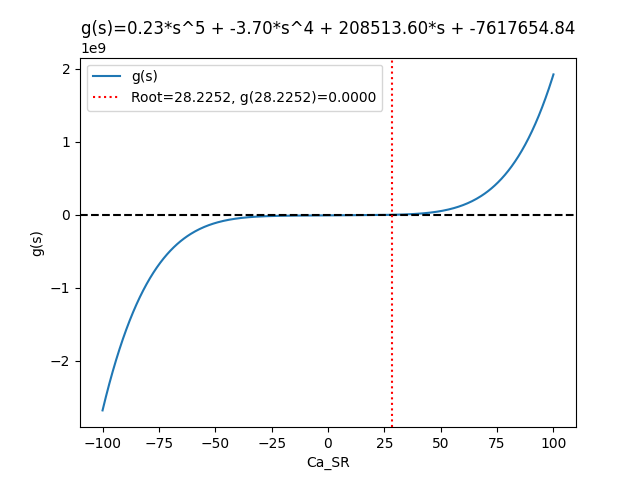 g(s)=0.23*s^5 + -3.70*s^4 + 208513.60*s + -7617654.84
1e9
g(s)
Root=28.2252, g(28.2252)=0.0000
2
1
0
−1
−2
g(s)
−100 −75 −50 −25 0 25 50 75 100
Ca_SR